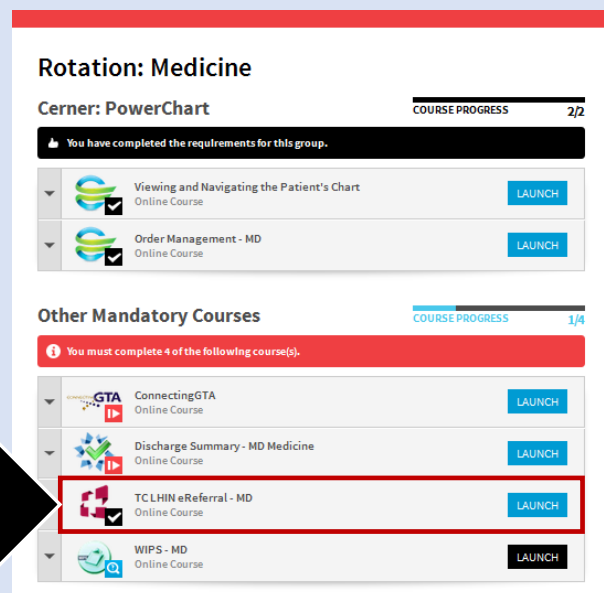 Rotation: Medicine
Cerner: PowerChart
COURSE PROGRESS 2/2
You have completed the requirements for this group.
Viewing and Navigating the Patient's Chart
Online Course
LAUNCH
Order Management - MD
Online Course
LAUNCH
Other Mandatory Courses
COURSE PROGRESS 1/4
You must complete 4 of the following course(s).
GTA
ConnectingGTA
Online Course
LAUNCH
Discharge Summary - MD Medicine
Online Course
LAUNCH
TC LHIN eReferral - MD
Online Course
LAUNCH
WIPS - MD
Online Course
LAUNCH